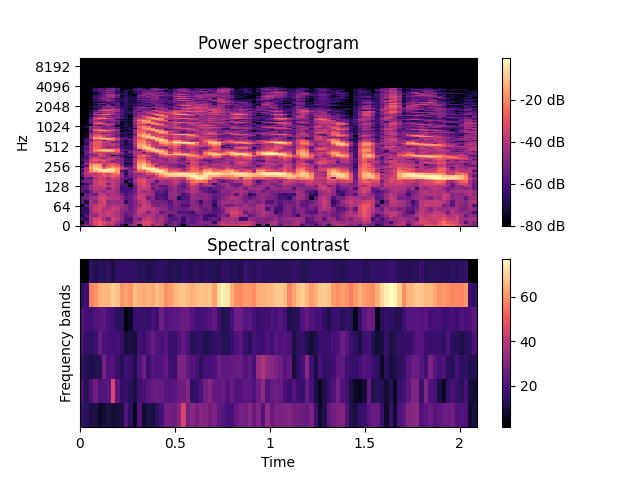 Power spectrogram
Hz
8192
4096
2048
1024
512
256
128
64
0
-20 dB
-40 dB
-60 dB
-80 dB
Spectral contrast
Frequency bands
60
40
20
0
0.5
1
1.5
2
Time